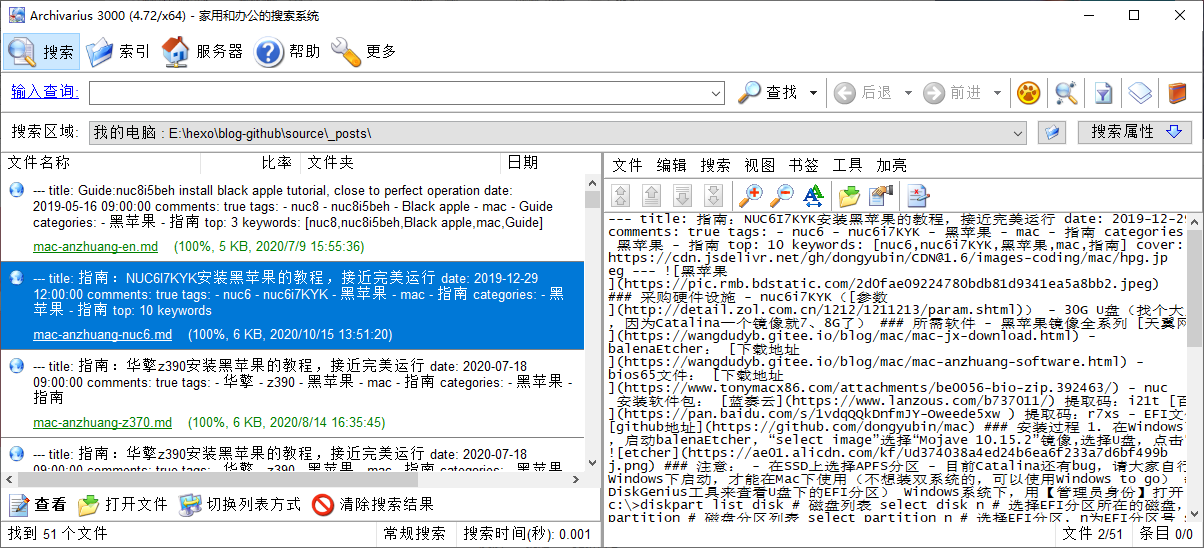 Archivarius 3000 (4.72/x64) - 家用和办公的搜索系统
搜索 索引 服务器 帮助 更多
输入查询: 查找 后退 前进
搜索区域: 我的电脑 : E:\hexo\blog-github\source\_posts\ 搜索属性
文件名称 比率 文件夹 日期
--- title: Guide:nuc8i5beh install black apple tutorial, close to perfect operation date:
2019-05-16 09:00:00 comments: true tags: - nuc8 - nuc8i5beh - Black apple - mac - Guide
categories: - 黑苹果 - 指南 top: 3 keywords: [nuc8,nuc8i5beh,Black apple,mac,Guide]
mac-anzhuang-en.md (100%, 5 KB, 2020/7/9 15:55:36)
--- title: 指南：NUC6I7KYK安装黑苹果的教程，接近完美运行 date: 2019-12-29
12:00:00 comments: true tags: - nuc6 - nuc6i7KYK - 黑苹果 - mac - 指南 categories: - 黑
苹果 - 指南 top: 10 keywords
mac-anzhuang-nuc6.md (100%, 6 KB, 2020/10/15 13:51:20)
--- title: 指南：华擎z390安装黑苹果的教程，接近完美运行 date: 2020-07-18
09:00:00 comments: true tags: - 华擎 - z390 - 黑苹果 - mac - 指南 categories: - 黑苹果 -
指南
mac-anzhuang-z370.md (100%, 6 KB, 2020/8/14 16:35:45)
--- title: 指南：华擎z390安装黑苹果的教程，接近完美运行 date: 2020-07-18
09:00:00 comments: true tags: - 华擎 - z390 - 黑苹果 - mac - 指南 categories: - 黑苹果 -
查看 打开文件 切换列表方式 清除搜索结果
找到 51 个文件 常规搜索 搜索时间(秒): 0.001
文件 编辑 搜索 视图 书签 工具 加亮
--- title: 指南：NUC6I7KYK安装黑苹果的教程，接近完美运行 date: 2019-12-29
comments: true tags: - nuc6 - nuc6i7KYK - 黑苹果 - mac - 指南 categories
黑苹果 - 指南 top: 10 keywords: [nuc6,nuc6i7KYK,黑苹果,mac,指南] cover:
https://cdn.jsdelivr.net/gh/dongyubin/CDN@1.6/images-coding/mac/hpg.jp
eg --- ![黑苹果
](https://pic.rmb.bdstatic.com/2d0fae09224780bdb81d9341ea5a8bb2.jpeg)
### 采购硬件设施 - nuc6i7KYK（[参数
](http://detail.zol.com.cn/1212/1211213/param.shtml)） - 30G U盘（找个大
，因为Catalina一个镜像就7、8G了） ### 所需软件 - 黑苹果镜像全系列 [天翼网
](https://wangdudyb.gitee.io/blog/mac/mac-jx-download.html) -
balenaEtcher： [下载地址
](https://wangdudyb.gitee.io/blog/mac/mac-anzhuang-software.html) -
bios65文件： [下载地址
](https://www.tonymacx86.com/attachments/be0056-bio-zip.392463/) - nuc
安装软件包： [蓝奏云](https://www.lanzous.com/b737011/) 提取码：i21t [百
](https://pan.baidu.com/s/1vdqQQkDnfmJY-Oweede5xw ) 提取码：r7xs - EFI文件
[github地址](https://github.com/dongyubin/mac) ### 安装过程 1. 在Windows
，启动balenaEtcher, “Select image”选择“Mojave 10.15.2”镜像,选择U盘，点击
![etcher](https://ae01.alicdn.com/kf/Ud374038a4ed24b6ea6f233a7d6bf499b
j.png) ### 注意： - 在SSD上选择APFS分区 - 目前Catalina还有bug，请大家自行
Windows下启动，才能在Mac下使用（不想装双系统的，可以使用Windows to go）
DiskGenius工具来查看U盘下的EFI分区） Windows系统下，用【管理员身份】打开
c:\>diskpart list disk # 磁盘列表 select disk n # 选择EFI分区所在的磁盘,
partition # 磁盘分区列表 select partition n # 选择EFI分区，n为EFI分区号
文件 2/51 条目 0/0